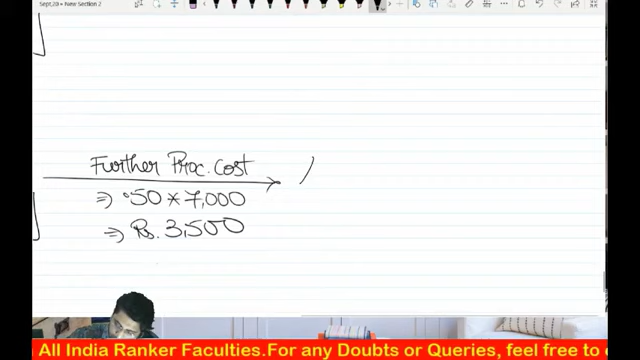 Sept,20 – New Section 2
Further Proc. Cost
⇒ .50 * 7,000
⇒ Rs. 3,500
All India Ranker Faculties.For any Doubts or Queries, feel free to